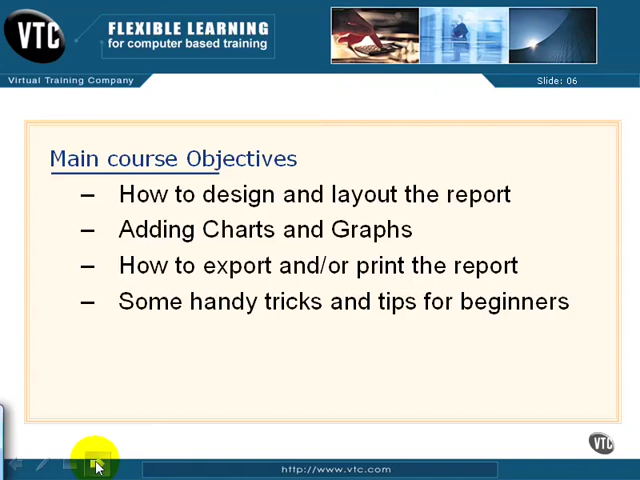 VTC
FLEXIBLE LEARNING
for computer based training
Virtual Training Company
Slide: 06
Main course Objectives
– How to design and layout the report
– Adding Charts and Graphs
– How to export and/or print the report
– Some handy tricks and tips for beginners
VTC
http://www.vtc.com